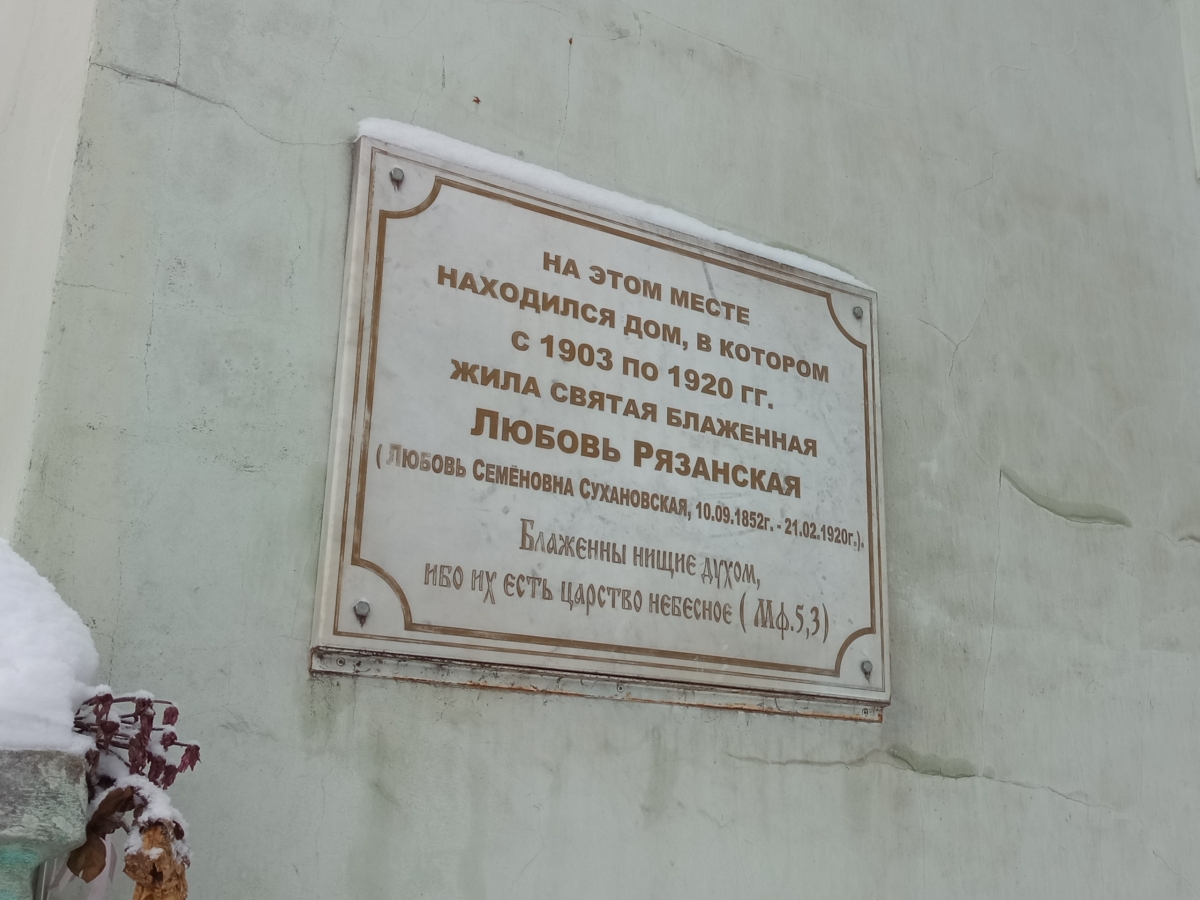 НА ЭТОМ МЕСТЕ
НАХОДИЛСЯ ДОМ, В КОТОРОМ
С 1903 ПО 1920 ГГ.
ЖИЛА СВЯТАЯ БЛАЖЕННАЯ
ЛЮБОВЬ РЯЗАНСКАЯ
( ЛЮБОВЬ СЕМЁНОВНА СУХАНОВСКАЯ, 10.09.1852г. - 21.02.1920г.).
Блаженны нищие духом,
ибо их есть царство небесное ( Мф.5,3)